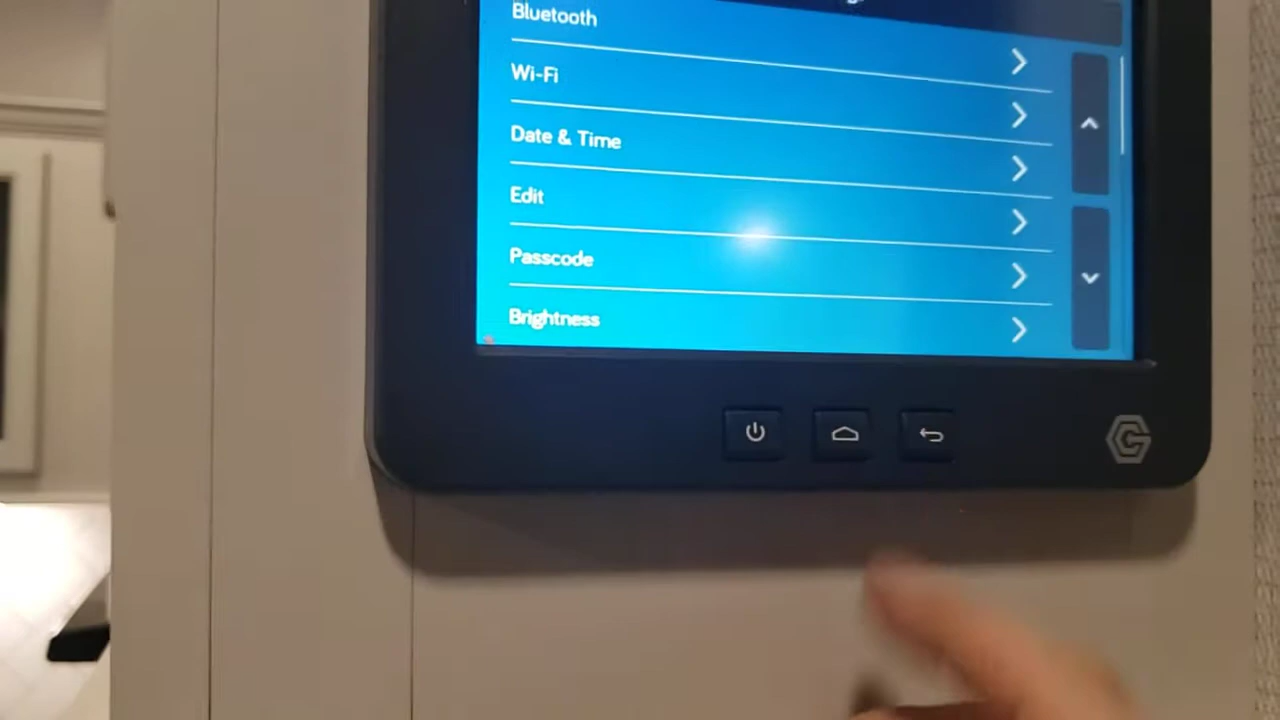 Bluetooth
Wi-Fi
Date & Time
Edit
Passcode
Brightness